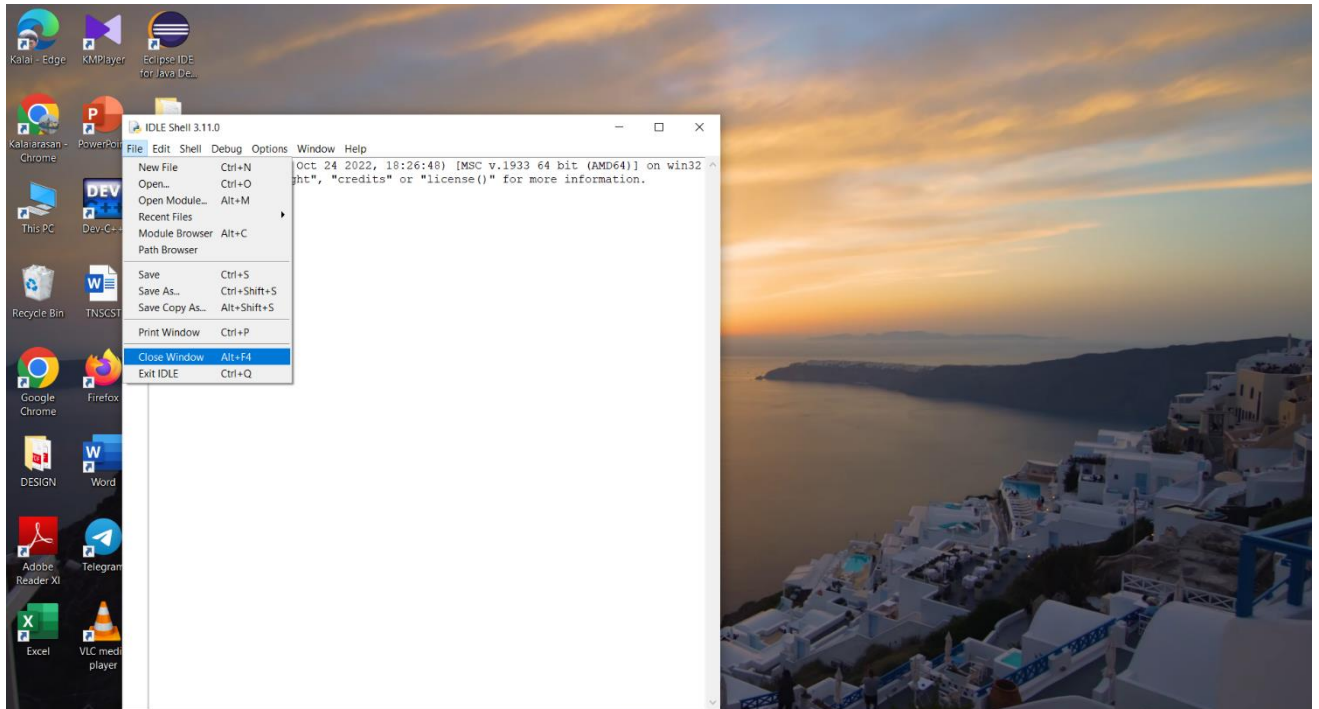 Kalai - Edge
KMPlayer
Eclipse IDE
for Java De...
Kalaiarasan -
Chrome
This PC
DEV
C++
Dev-C++
Recycle Bin
TNSCST
Google
Chrome
Firefox
DESIGN
Word
Adobe
Reader XI
Telegram
Excel
VLC medi
player
IDLE Shell 3.11.0
File Edit Shell Debug Options Window Help
Oct 24 2022, 18:26:48) [MSC v.1933 64 bit (AMD64)] on win32
ght", "credits" or "license()" for more information.
New File Ctrl+N
Open... Ctrl+O
Open Module... Alt+M
Recent Files
Module Browser Alt+C
Path Browser
Save Ctrl+S
Save As... Ctrl+Shift+S
Save Copy As... Alt+Shift+S
Print Window Ctrl+P
Close Window Alt+F4
Exit IDLE Ctrl+Q